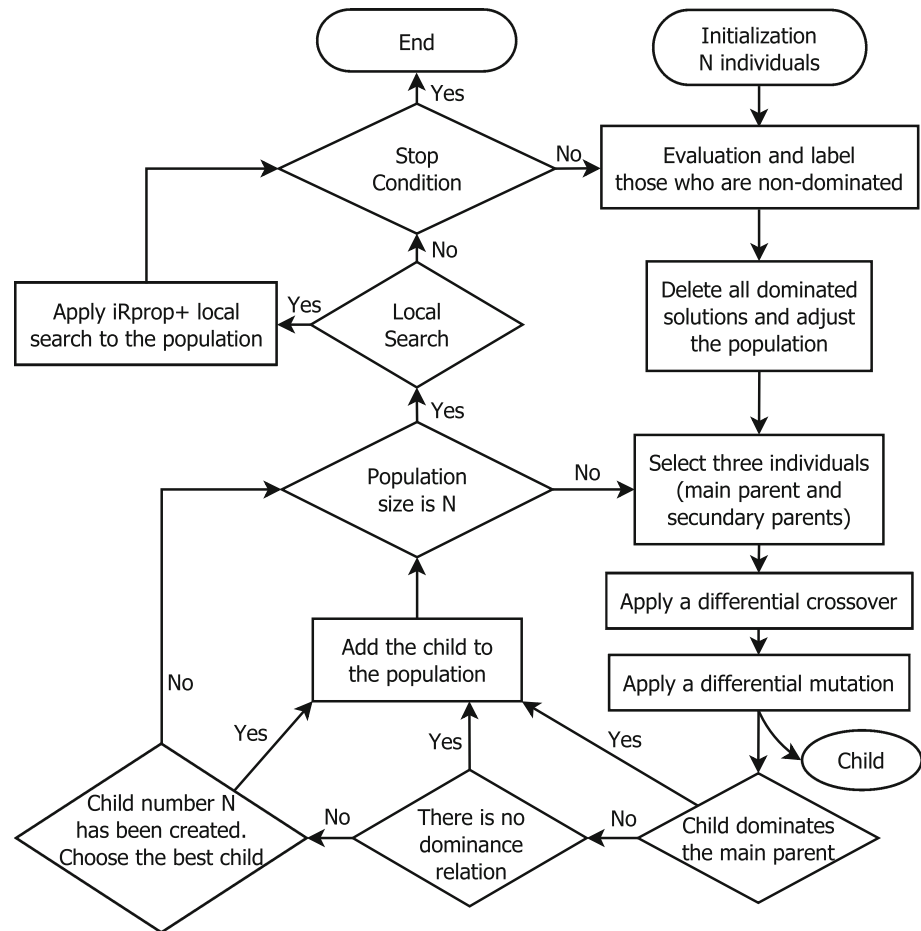 End
Initialization
N individuals
Yes
Stop
Condition
No
Evaluation and label
those who are non-dominated
No
Apply iRprop+ local
search to the population
Yes
Local
Search
Delete all dominated
solutions and adjust
the population
Yes
Population
size is N
No
Select three individuals
(main parent and
secundary parents)
Apply a differential crossover
Add the child to
the population
Apply a differential mutation
No
Yes
Yes
Yes
Child
Child number N
has been created.
Choose the best child
No
There is no
dominance
relation
No
Child dominates
the main parent